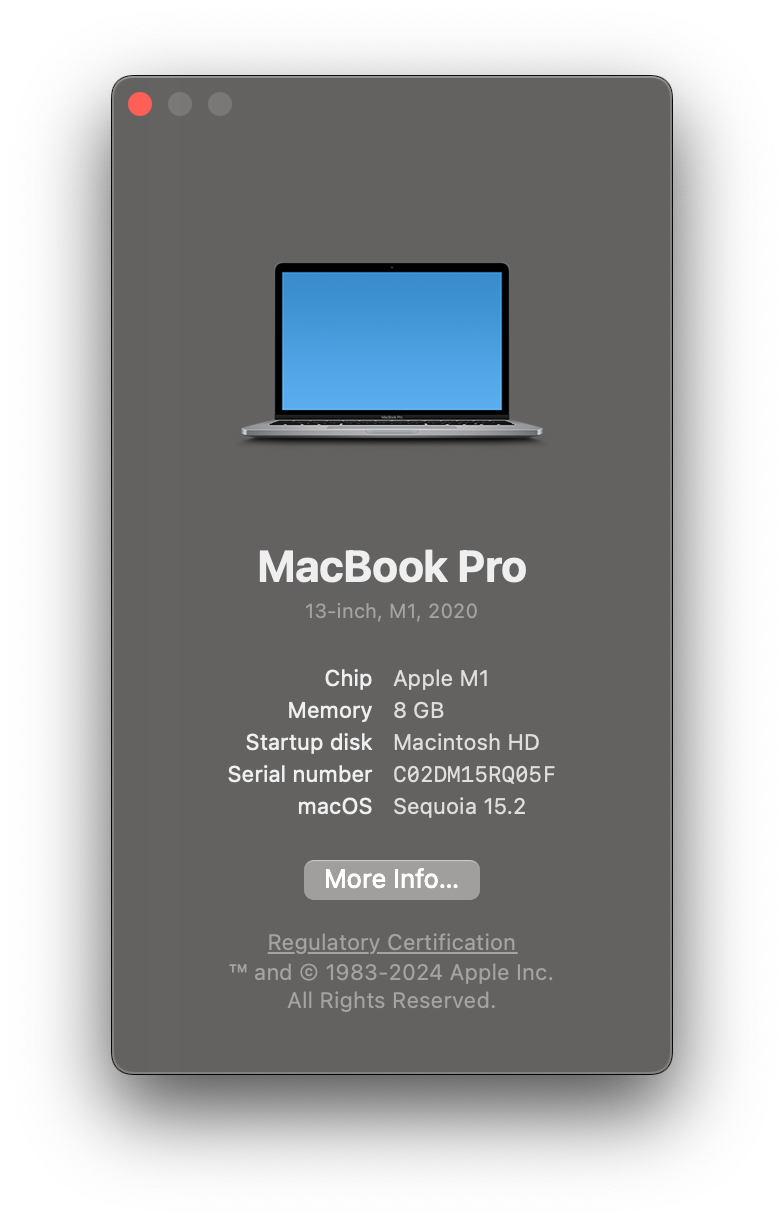 MacBook Pro
13-inch, M1, 2020
Chip Apple M1
Memory 8 GB
Startup disk Macintosh HD
Serial number C02DM15RQ05F
macOS Sequoia 15.2
More Info...
Regulatory Certification
™ and © 1983-2024 Apple Inc.
All Rights Reserved.